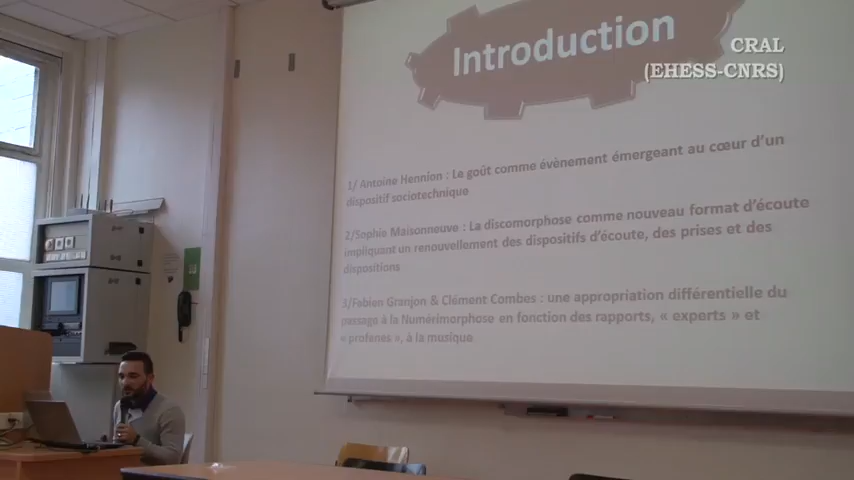 Introduction
CRAL
(EHESS-CNRS)
1/ Antoine Hennion : Le goût comme évènement émergeant au cœur d'un
dispositif sociotechnique
2/Sophie Maisonneuve : La discomorphose comme nouveau format d'écoute
impliquant un renouvellement des dispositifs d'écoute, des prises et des
dispositions
3/Fabien Granjon & Clément Combes : une appropriation différentielle du
passage à la Numérimorphose en fonction des rapports, « experts » et
« profanes », à la musique